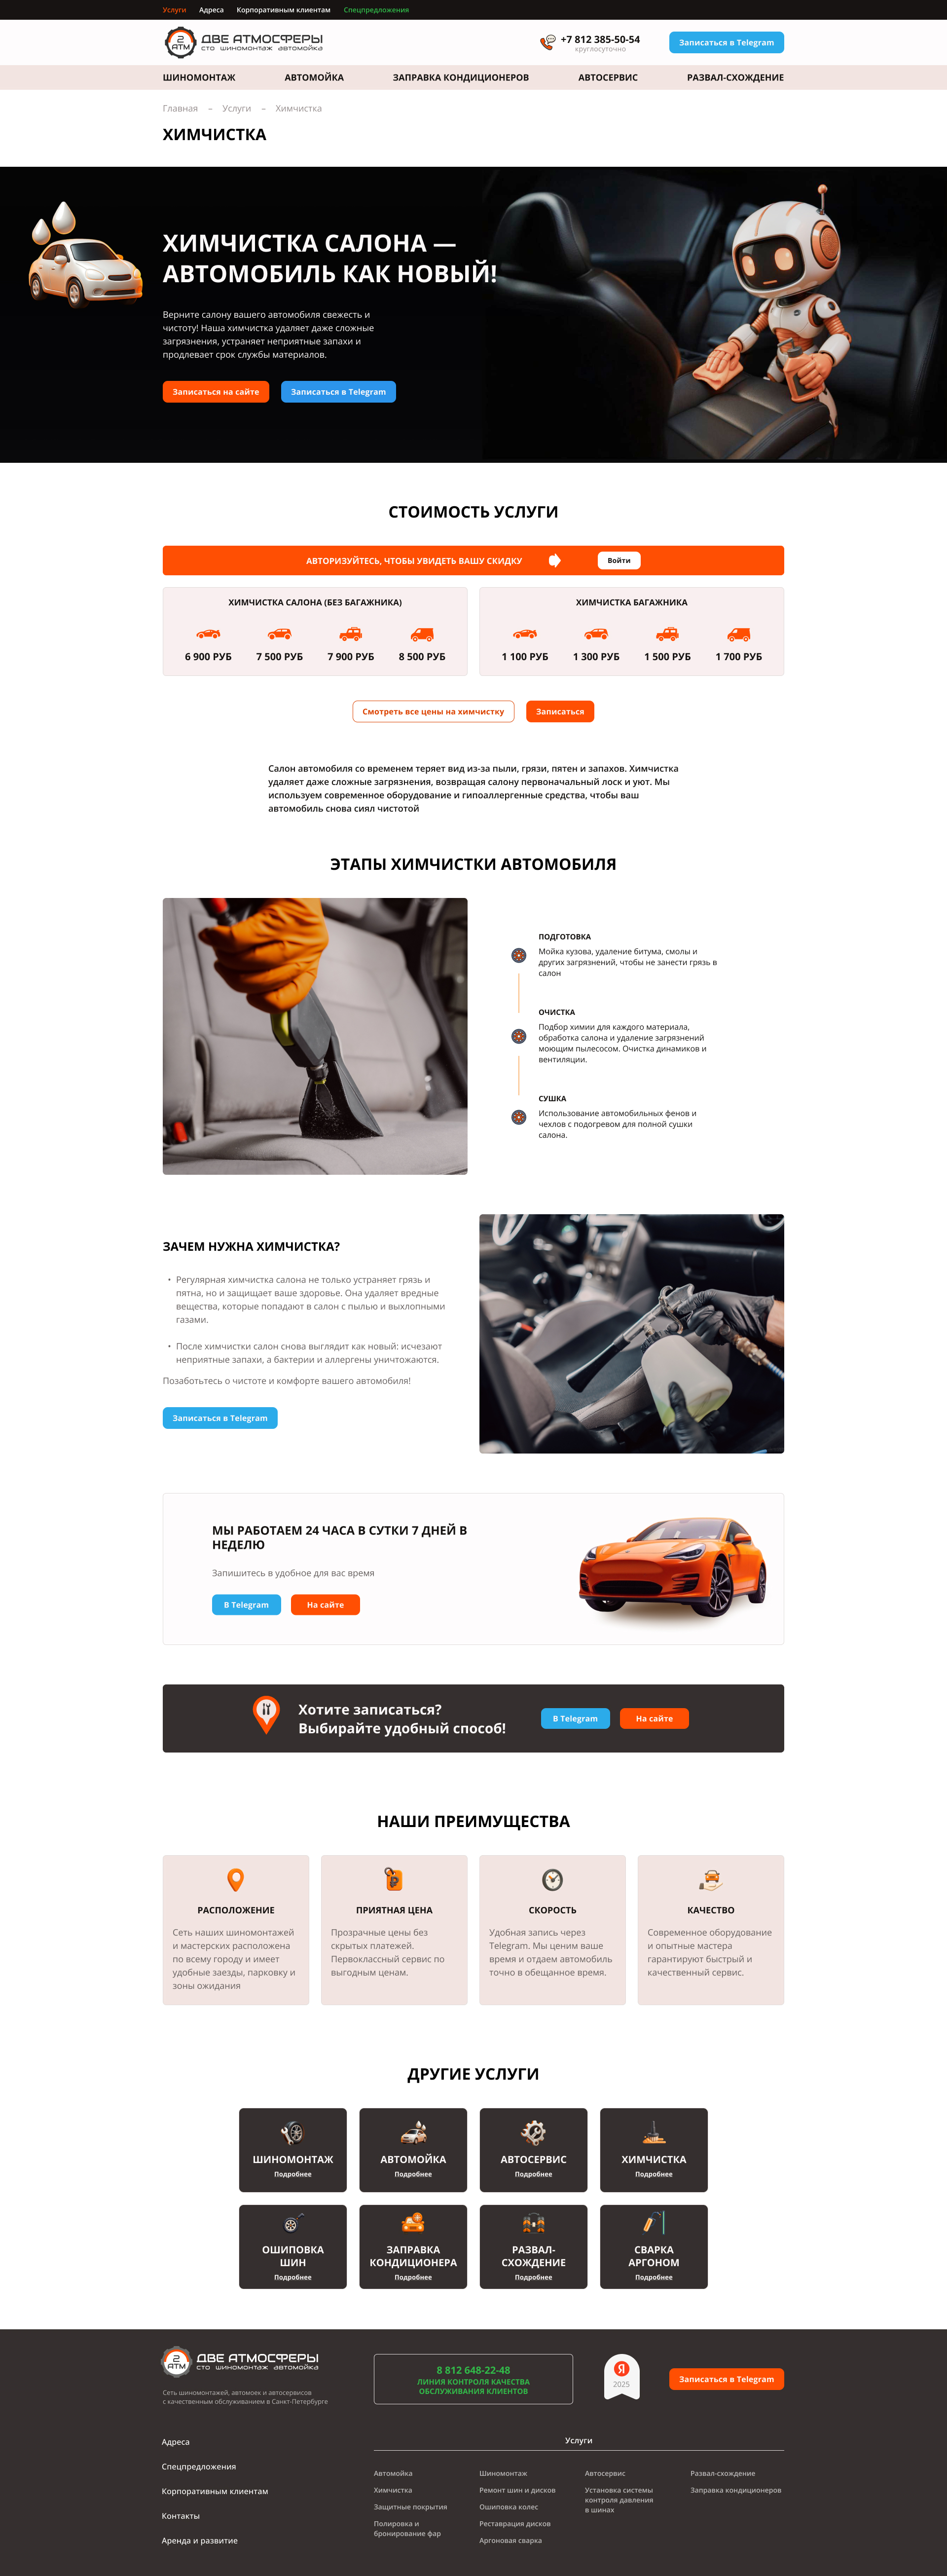 Услуги Адреса Корпоративным клиентам Спецпредложения
2 АТМ
ДВЕ АТМОСФЕРЫ
сто шиномонтаж автомойка
+7 812 385-50-54
круглосуточно
Записаться в Telegram
ШИНОМОНТАЖ АВТОМОЙКА ЗАПРАВКА КОНДИЦИОНЕРОВ АВТОСЕРВИС РАЗВАЛ-СХОЖДЕНИЕ
Главная – Услуги – Химчистка
ХИМЧИСТКА
ХИМЧИСТКА САЛОНА —
АВТОМОБИЛЬ КАК НОВЫЙ!
Верните салону вашего автомобиля свежесть и
чистоту! Наша химчистка удаляет даже сложные
загрязнения, устраняет неприятные запахи и
продлевает срок службы материалов.
Записаться на сайте Записаться в Telegram
СТОИМОСТЬ УСЛУГИ
АВТОРИЗУЙТЕСЬ, ЧТОБЫ УВИДЕТЬ ВАШУ СКИДКУ Войти
ХИМЧИСТКА САЛОНА (БЕЗ БАГАЖНИКА)
6 900 РУБ 7 500 РУБ 7 900 РУБ 8 500 РУБ
ХИМЧИСТКА БАГАЖНИКА
1 100 РУБ 1 300 РУБ 1 500 РУБ 1 700 РУБ
Смотреть все цены на химчистку Записаться
Салон автомобиля со временем теряет вид из-за пыли, грязи, пятен и запахов. Химчистка
удаляет даже сложные загрязнения, возвращая салону первоначальный лоск и уют. Мы
используем современное оборудование и гипоаллергенные средства, чтобы ваш
автомобиль снова сиял чистотой
ЭТАПЫ ХИМЧИСТКИ АВТОМОБИЛЯ
ПОДГОТОВКА
Мойка кузова, удаление битума, смолы и
других загрязнений, чтобы не занести грязь в
салон
ОЧИСТКА
Подбор химии для каждого материала,
обработка салона и удаление загрязнений
моющим пылесосом. Очистка динамиков и
вентиляции.
СУШКА
Использование автомобильных фенов и
чехлов с подогревом для полной сушки
салона.
ЗАЧЕМ НУЖНА ХИМЧИСТКА?
• Регулярная химчистка салона не только устраняет грязь и
пятна, но и защищает ваше здоровье. Она удаляет вредные
вещества, которые попадают в салон с пылью и выхлопными
газами.
• После химчистки салон снова выглядит как новый: исчезают
неприятные запахи, а бактерии и аллергены уничтожаются.
Позаботьтесь о чистоте и комфорте вашего автомобиля!
Записаться в Telegram
МЫ РАБОТАЕМ 24 ЧАСА В СУТКИ 7 ДНЕЙ В
НЕДЕЛЮ
Запишитесь в удобное для вас время
В Telegram На сайте
Хотите записаться?
Выбирайте удобный способ!
В Telegram На сайте
НАШИ ПРЕИМУЩЕСТВА
РАСПОЛОЖЕНИЕ
Сеть наших шиномонтажей
и мастерских расположена
по всему городу и имеет
удобные заезды, парковку и
зоны ожидания
ПРИЯТНАЯ ЦЕНА
Прозрачные цены без
скрытых платежей.
Первоклассный сервис по
выгодным ценам.
СКОРОСТЬ
Удобная запись через
Telegram. Мы ценим ваше
время и отдаем автомобиль
точно в обещанное время.
КАЧЕСТВО
Современное оборудование
и опытные мастера
гарантируют быстрый и
качественный сервис.
ДРУГИЕ УСЛУГИ
ШИНОМОНТАЖ
Подробнее
АВТОМОЙКА
Подробнее
АВТОСЕРВИС
Подробнее
ХИМЧИСТКА
Подробнее
ОШИПОВКА
ШИН
Подробнее
ЗАПРАВКА
КОНДИЦИОНЕРА
Подробнее
РАЗВАЛ-
СХОЖДЕНИЕ
Подробнее
СВАРКА
АРГОНОМ
Подробнее
2 АТМ
ДВЕ АТМОСФЕРЫ
сто шиномонтаж автомойка
Сеть шиномонтажей, автомоек и автосервисов
с качественным обслуживанием в Санкт-Петербурге
8 812 648-22-48
ЛИНИЯ КОНТРОЛЯ КАЧЕСТВА
ОБСЛУЖИВАНИЯ КЛИЕНТОВ
Я
2025
Записаться в Telegram
Адреса
Спецпредложения
Корпоративным клиентам
Контакты
Аренда и развитие
Услуги
Автомойка
Химчистка
Защитные покрытия
Полировка и
бронирование фар
Шиномонтаж
Ремонт шин и дисков
Ошиповка колес
Реставрация дисков
Аргоновая сварка
Автосервис
Установка системы
контроля давления
в шинах
Развал-схождение
Заправка кондиционеров